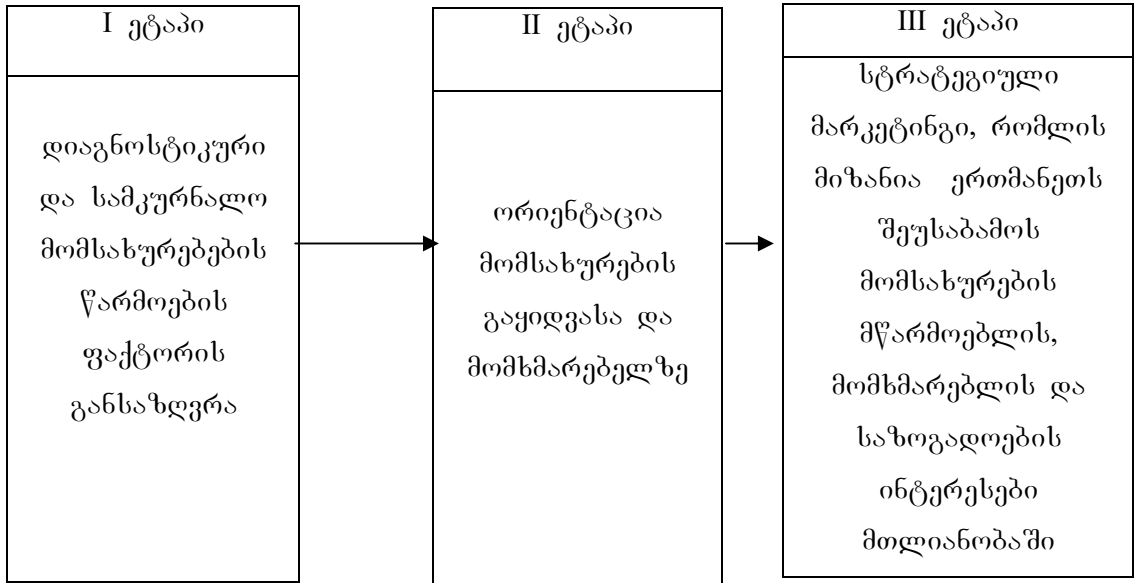 I ეტაპი
დიაგნოსტიკური
და სამკურნალო
მომსახურებების
წარმოების
ფაქტორის
განსაზღვრა
II ეტაპი
ორიენტაცია
მომსახურების
გაყიდვასა და
მომხმარებელზე
III ეტაპი
სტრატეგიული
მარკეტინგი, რომლის
მიზანია ერთმანეთს
შეუსაბამოს
მომსახურების
მწარმოებლის,
მომხმარებლის და
საზოგადოების
ინტერესები
მთლიანობაში